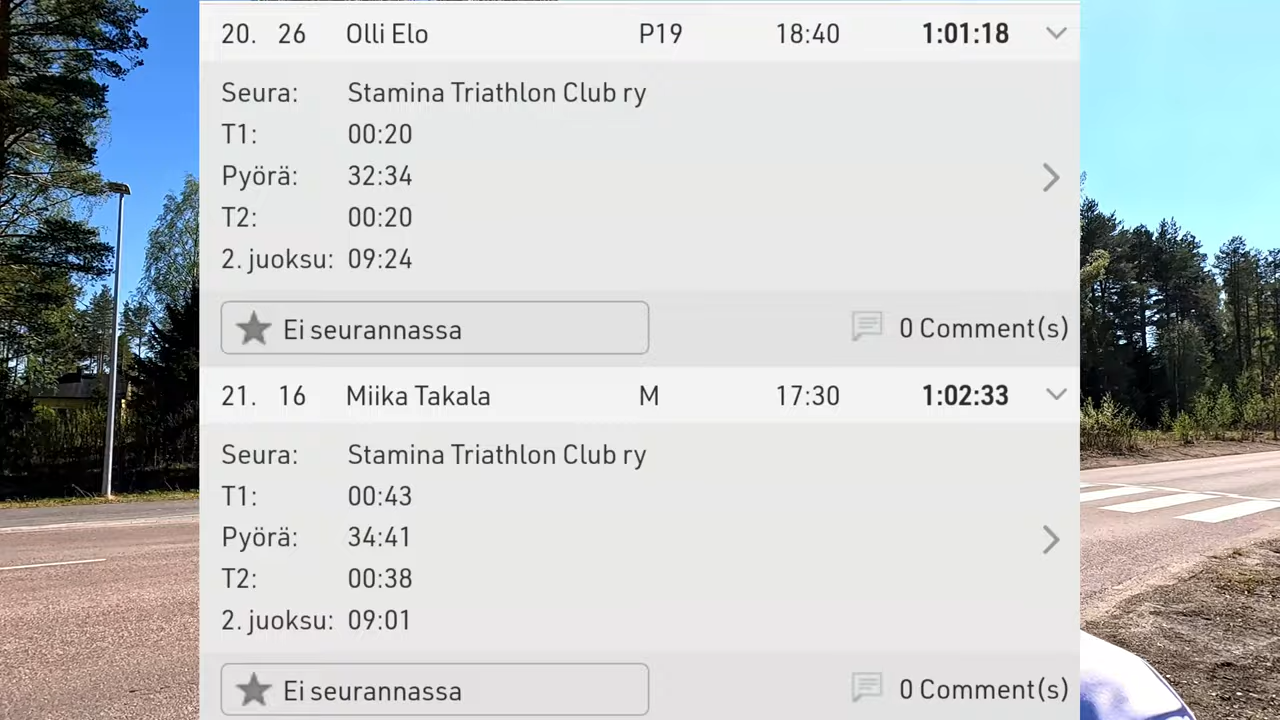 20. 26 Olli Elo P19 18:40 1:01:18
Seura: Stamina Triathlon Club ry
T1: 00:20
Pyörä: 32:34
T2: 00:20
2. juoksu: 09:24
Ei seurannassa 0 Comment(s)
21. 16 Miika Takala M 17:30 1:02:33
Seura: Stamina Triathlon Club ry
T1: 00:43
Pyörä: 34:41
T2: 00:38
2. juoksu: 09:01
Ei seurannassa 0 Comment(s)